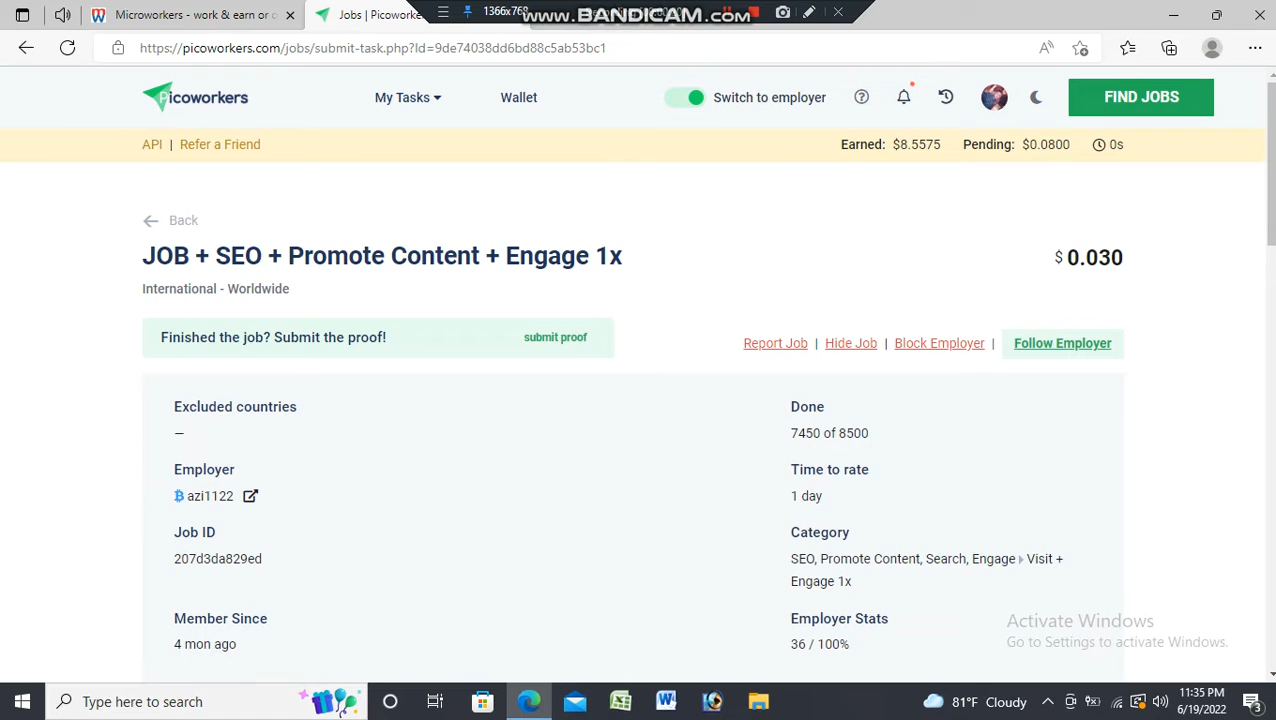 Microworkers - work & or employ
Jobs | Picoworkers
1366x768
www.BANDICAM.com
https://picoworkers.com/jobs/submit-task.php?Id=9de74038dd6bd88c5ab53bc1
Picoworkers
My Tasks
Wallet
Switch to employer
FIND JOBS
API | Refer a Friend
Earned: $8.5575 Pending: $0.0800 0s
Back
JOB + SEO + Promote Content + Engage 1x
$ 0.030
International - Worldwide
Finished the job? Submit the proof! submit proof
Report Job | Hide Job | Block Employer | Follow Employer
Excluded countries
—
Done
7450 of 8500
Employer
azi1122
Time to rate
1 day
Job ID
207d3da829ed
Category
SEO, Promote Content, Search, Engage Visit +
Engage 1x
Member Since
4 mon ago
Employer Stats
36 / 100%
Activate Windows
Go to Settings to activate Windows.
Type here to search
81°F Cloudy
11:35 PM
6/19/2022
3